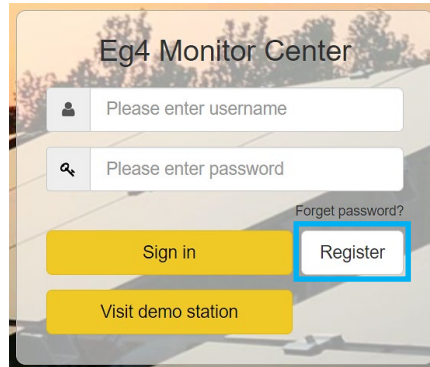 Eg4 Monitor Center
Please enter username
Please enter password
Forget password?
Sign in
Register
Visit demo station